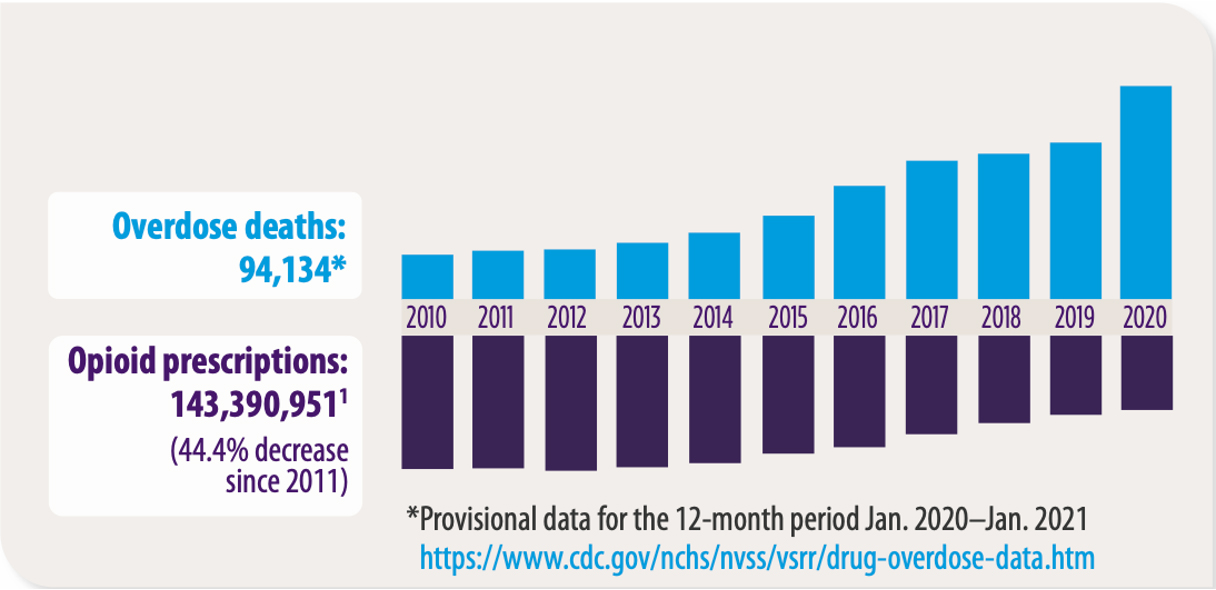 Overdose deaths:
94,134*
2010 2011 2012 2013 2014 2015 2016 2017 2018 2019 2020
Opioid prescriptions:
143,390,951¹
(44.4% decrease
since 2011)
*Provisional data for the 12-month period Jan. 2020–Jan. 2021
https://www.cdc.gov/nchs/nvss/vsrr/drug-overdose-data.htm